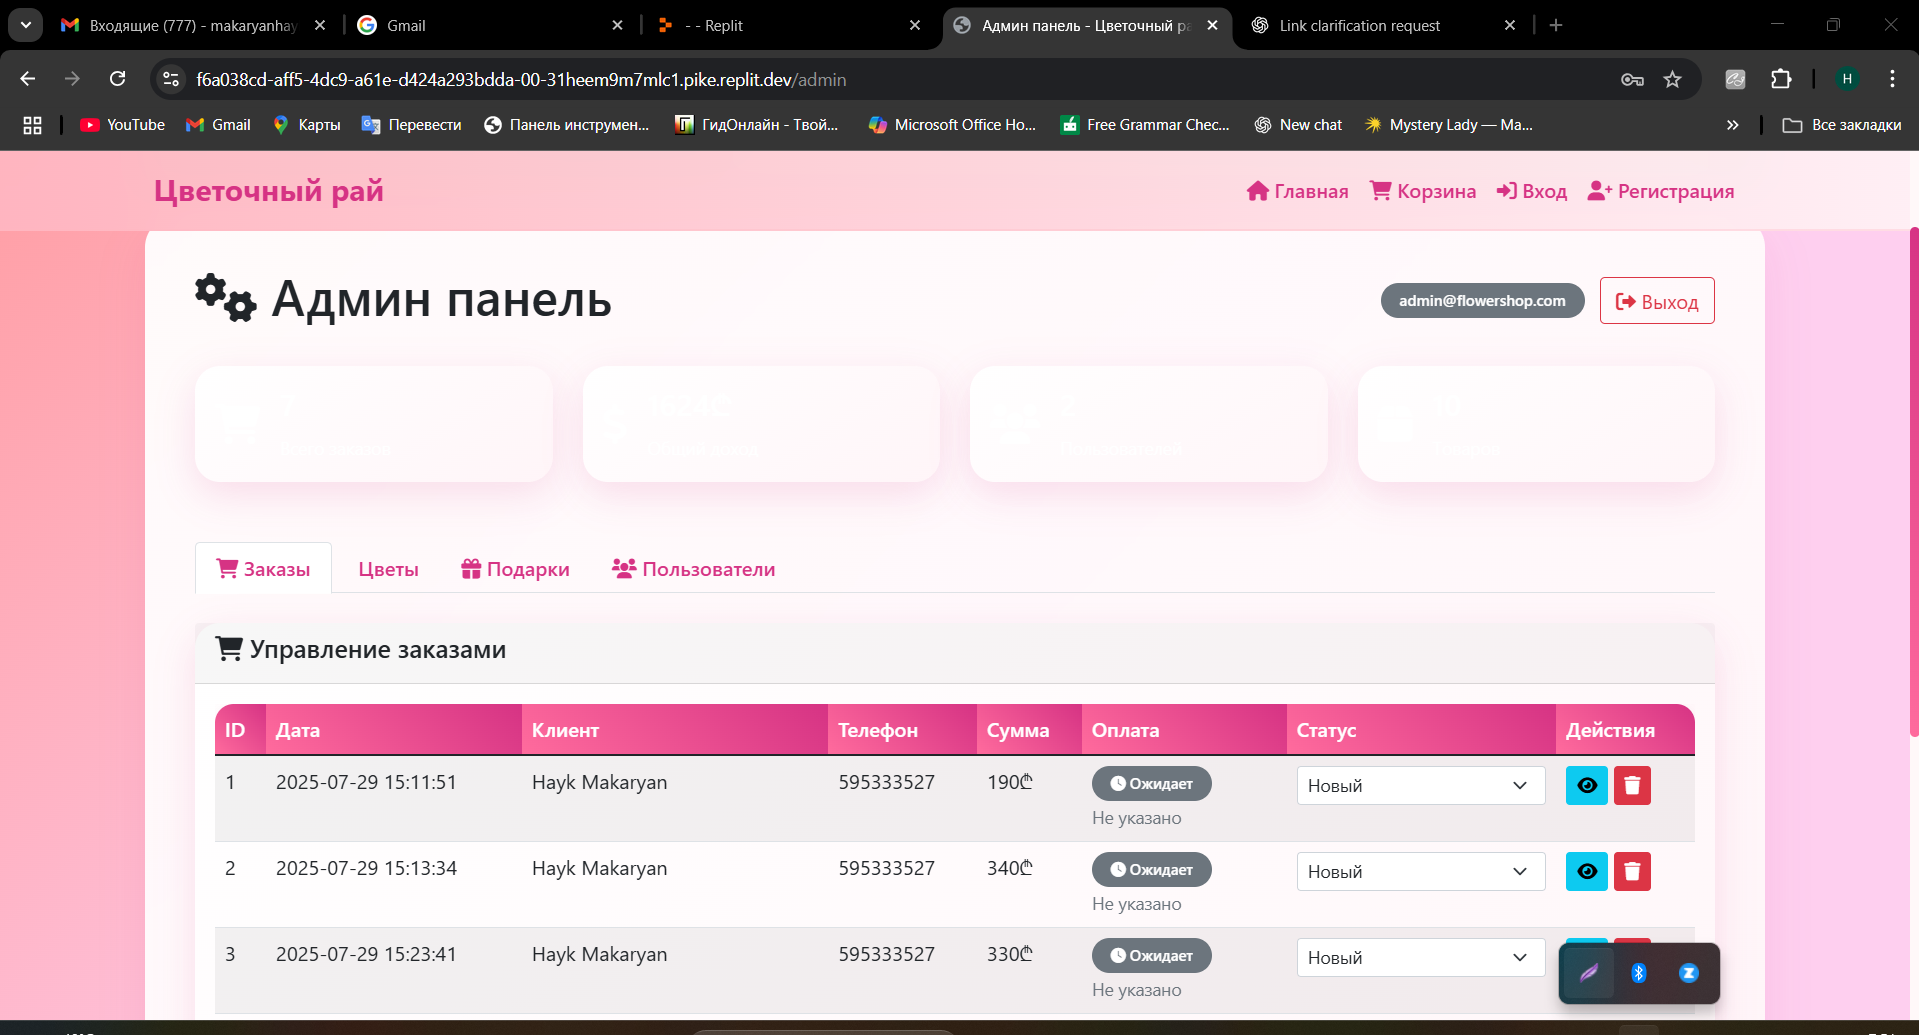 Входящие (777) - makaryanhay
Gmail
- - Replit
Админ панель - Цветочный ра
Link clarification request
f6a038cd-aff5-4dc9-a61e-d424a293bdda-00-31heem9m7mlc1.pike.replit.dev/admin
H
YouTube
Gmail
Карты
Перевести
Панель инструмен...
ГидОнлайн - Твой...
Microsoft Office Ho...
Free Grammar Chec...
New chat
Mystery Lady — Ma...
Все закладки
Цветочный рай
Главная
Корзина
Вход
Регистрация
Админ панель
admin@flowershop.com
Выход
7
2
Заказы
Цветы
Подарки
Пользователи
Управление заказами
ID Дата Клиент Телефон Сумма Оплата Статус Действия
1 2025-07-29 15:11:51 Hayk Makaryan 595333527 190₾ Ожидает Новый
Не указано
2 2025-07-29 15:13:34 Hayk Makaryan 595333527 340₾ Ожидает Новый
Не указано
3 2025-07-29 15:23:41 Hayk Makaryan 595333527 330₾ Ожидает Новый
Не указано